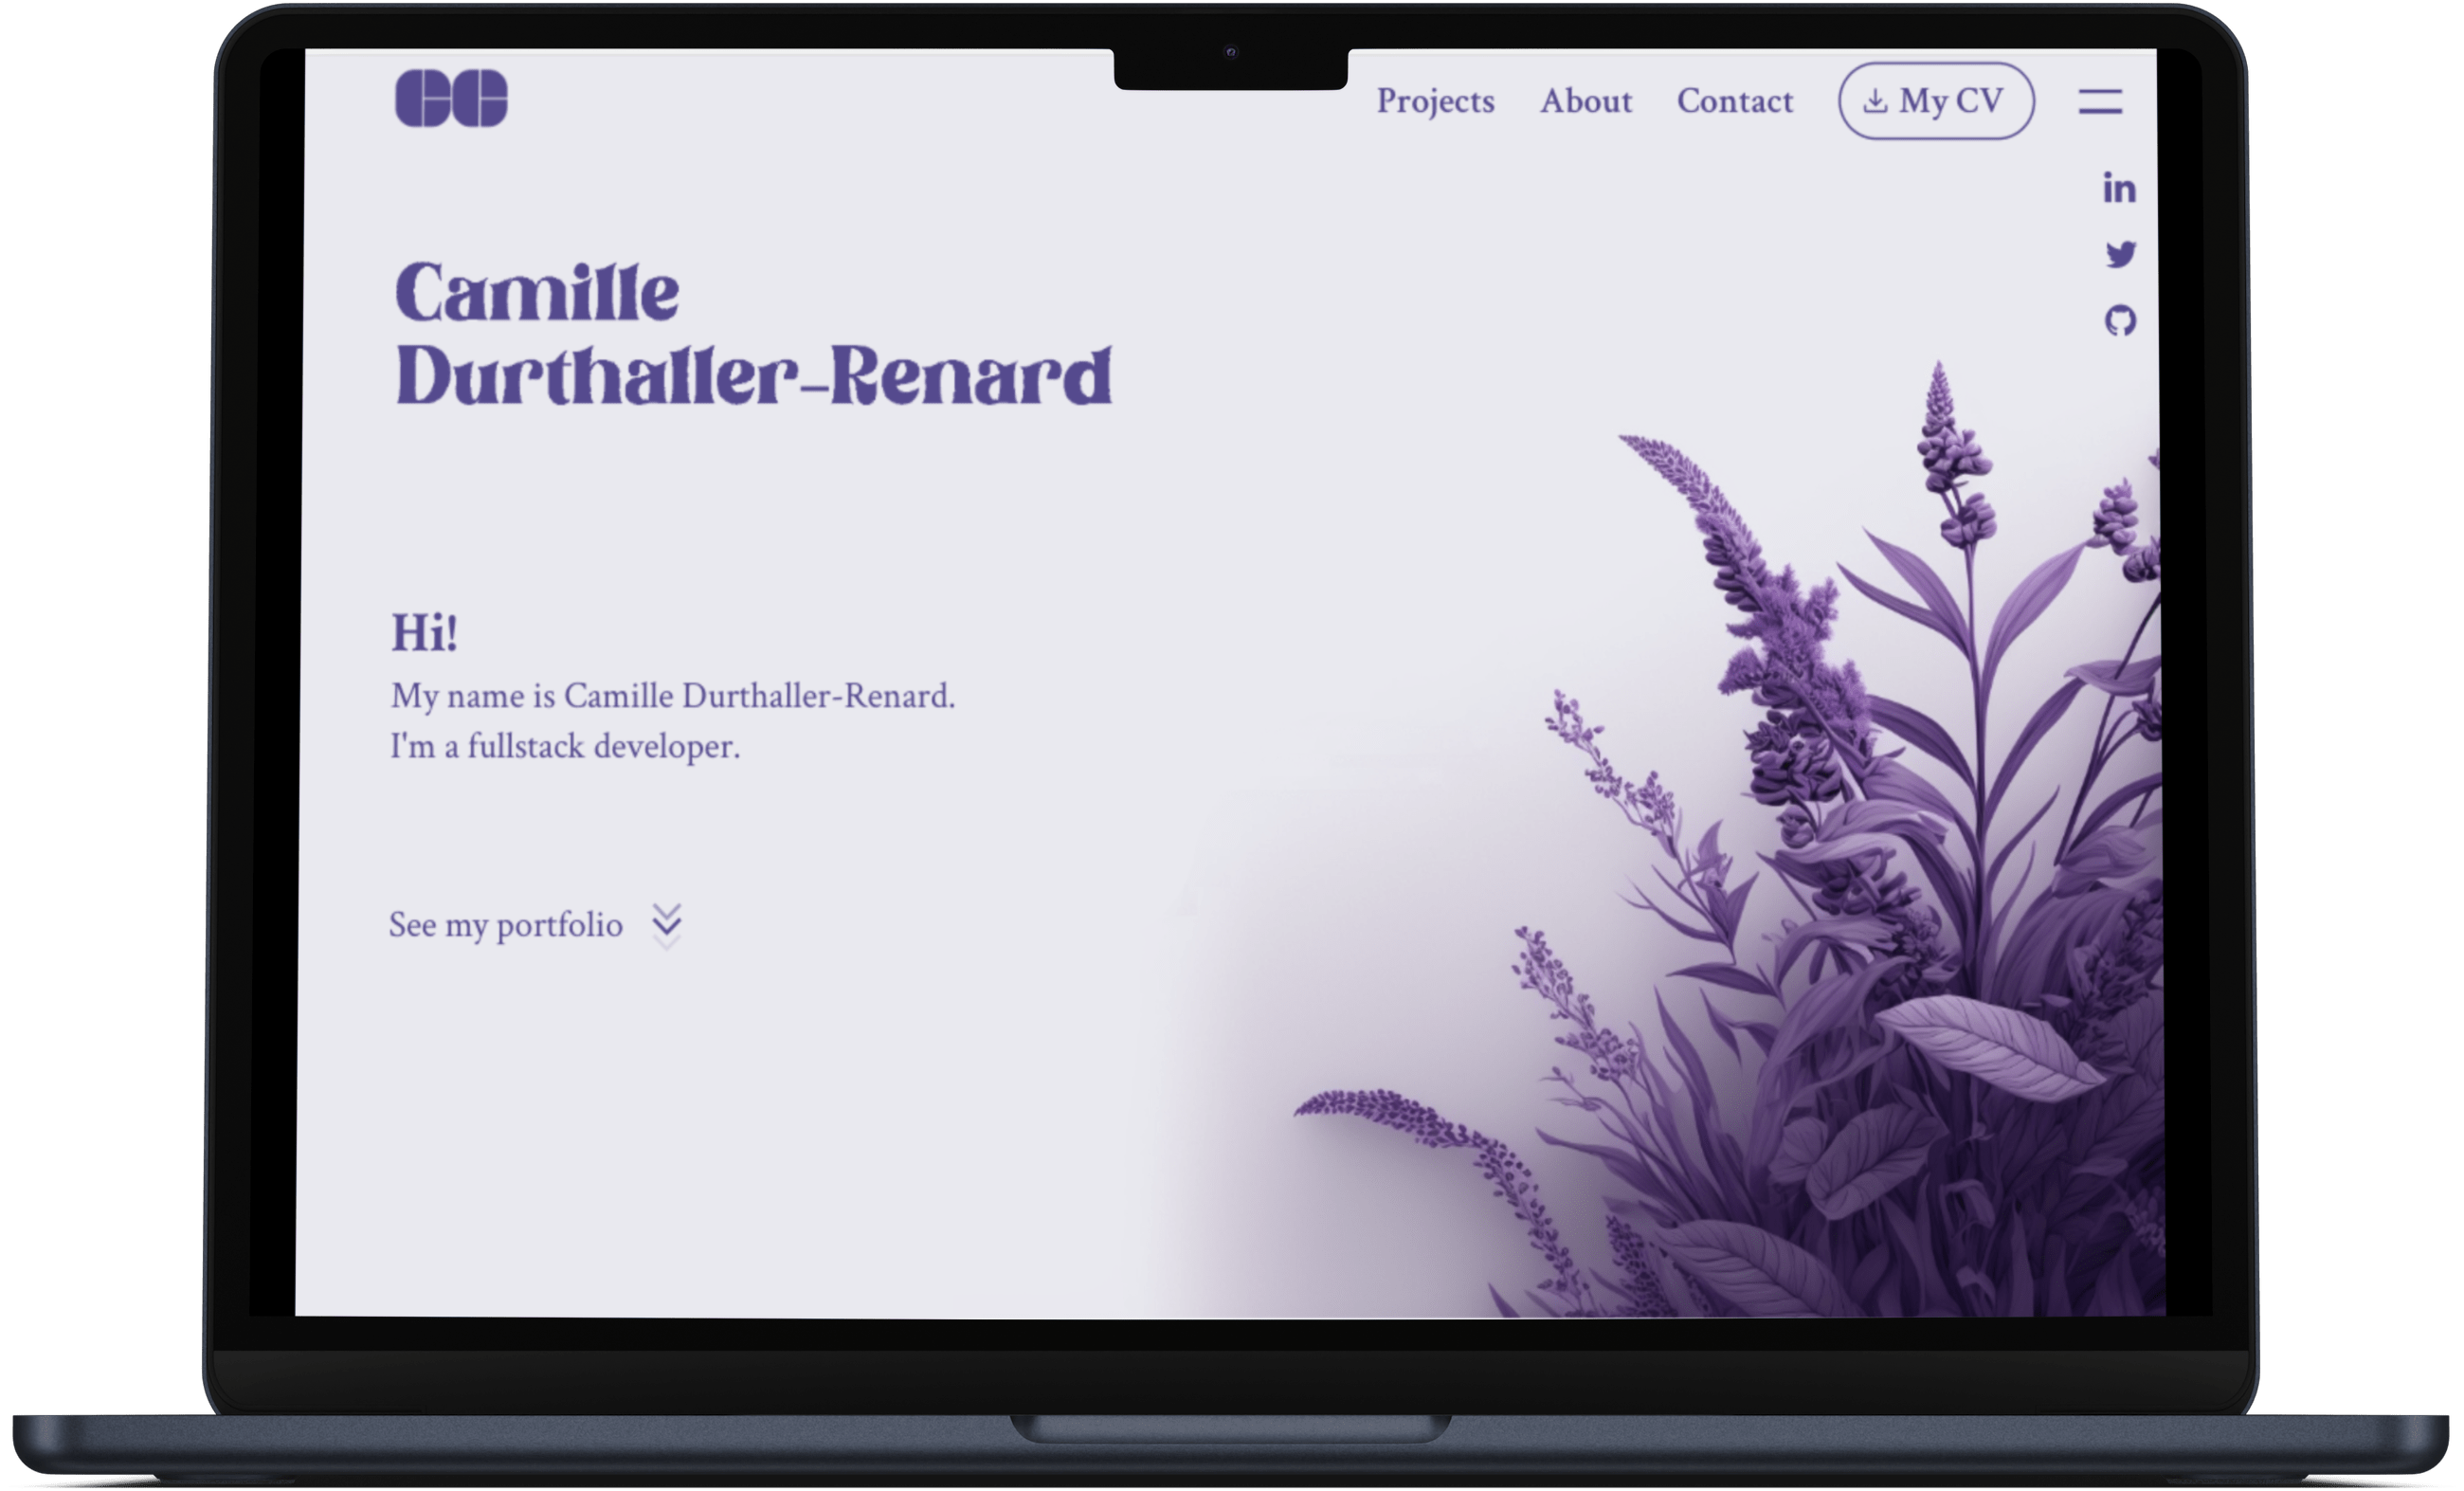 Projects About Contact My CV
in
Camille
Durthaller-Renard
Hi!
My name is Camille Durthaller-Renard.
I'm a fullstack developer.
See my portfolio